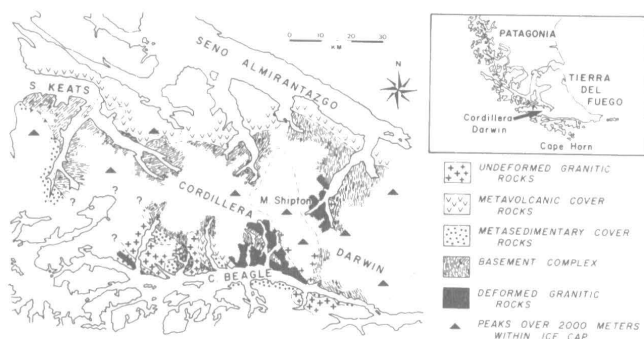 SENO ALMIRANTAZGO
0 10 20 30
KM
N
S. KEATS
CORDILLERA
M. Shipton
DARWIN
C. BEAGLE
?
?
?
?
?
PATAGONIA
TIERRA
DEL
FUEGO
Cordillera
Darwin
Cape Horn
UNDEFORMED GRANITIC
ROCKS
METAVOLCANIC COVER
ROCKS
METASEDIMENTARY COVER
ROCKS
BASEMENT COMPLEX
DEFORMED GRANITIC
ROCKS
PEAKS OVER 2000 METERS
WITHIN ICE CAP